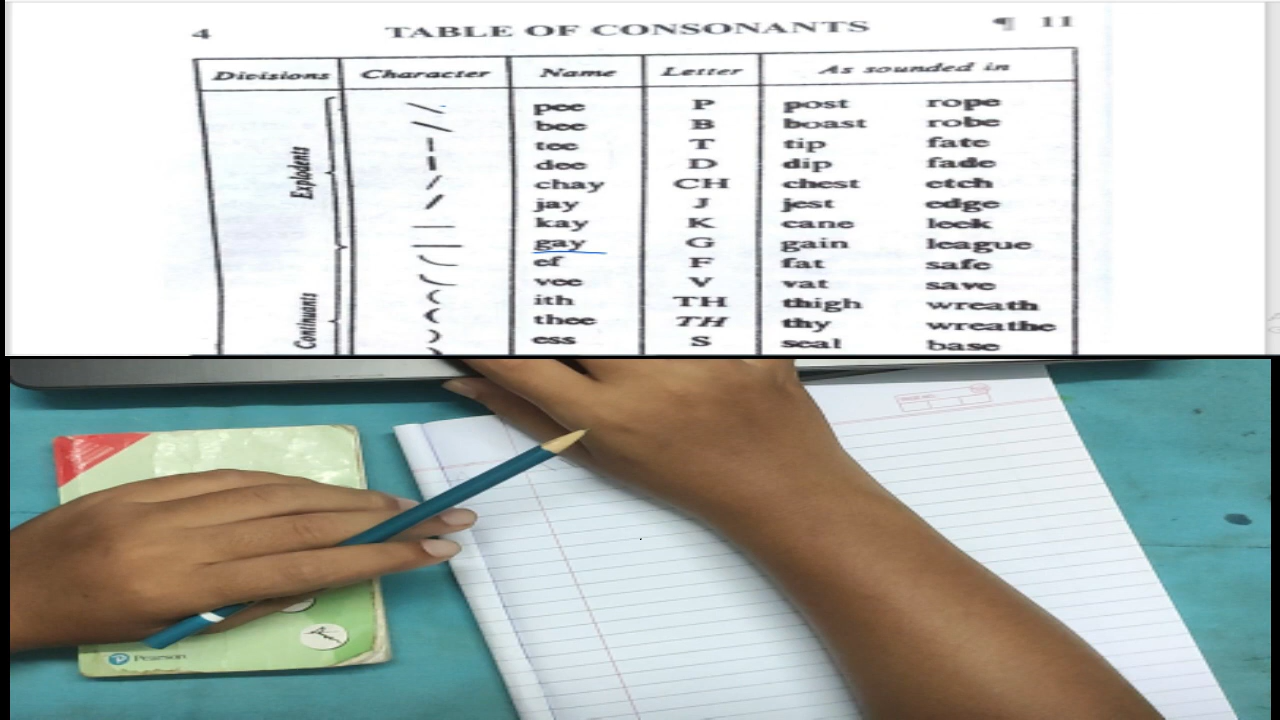 4 TABLE OF CONSONANTS ¶ 11
Divisions Character Name Letter As sounded in
Explodents
pee P post rope
bee B boast robe
tee T tip fate
dee D dip fade
chay CH chest etch
jay J jest edge
kay K cane leek
gay G gain league
Continuants
ef F fat safe
vee V vat save
ith TH thigh wreath
thee TH thy wreathe
ess S seal base
Pearson